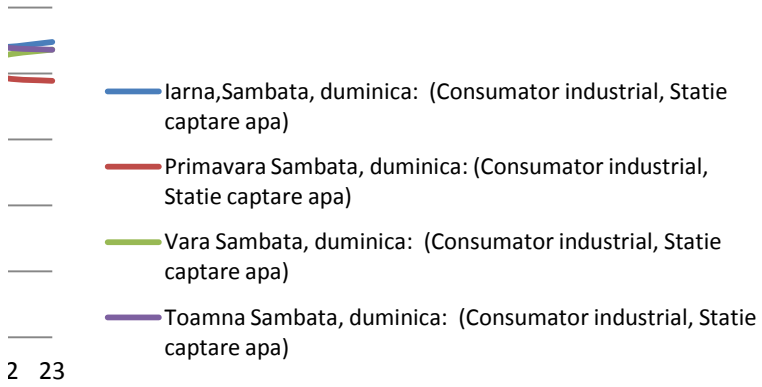 Iarna,Sambata, duminica:  (Consumator industrial, Statie
captare apa)
Primavara Sambata, duminica: (Consumator industrial,
Statie captare apa)
Vara Sambata, duminica:  (Consumator industrial, Statie
captare apa)
Toamna Sambata, duminica:  (Consumator industrial, Statie
captare apa)
2 23